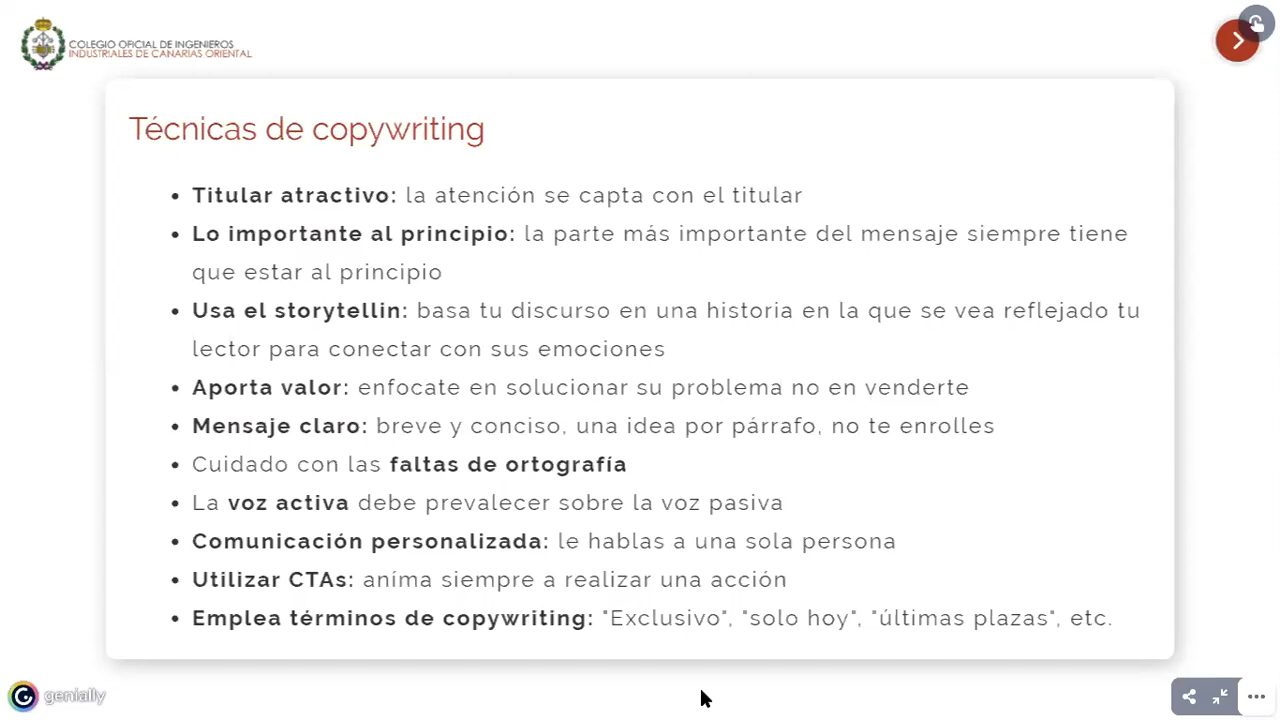 COLEGIO OFICIAL DE INGENIEROS
INDUSTRIALES DE CANARIAS ORIENTAL
Técnicas de copywriting
• Titular atractivo: la atención se capta con el titular
• Lo importante al principio: la parte más importante del mensaje siempre tiene
que estar al principio
• Usa el storytellin: basa tu discurso en una historia en la que se vea reflejado tu
lector para conectar con sus emociones
• Aporta valor: enfocate en solucionar su problema no en venderte
• Mensaje claro: breve y conciso, una idea por párrafo, no te enrolles
• Cuidado con las faltas de ortografía
• La voz activa debe prevalecer sobre la voz pasiva
• Comunicación personalizada: le hablas a una sola persona
• Utilizar CTAs: aníma siempre a realizar una acción
• Emplea términos de copywriting: "Exclusivo", "solo hoy", "últimas plazas", etc.
genially